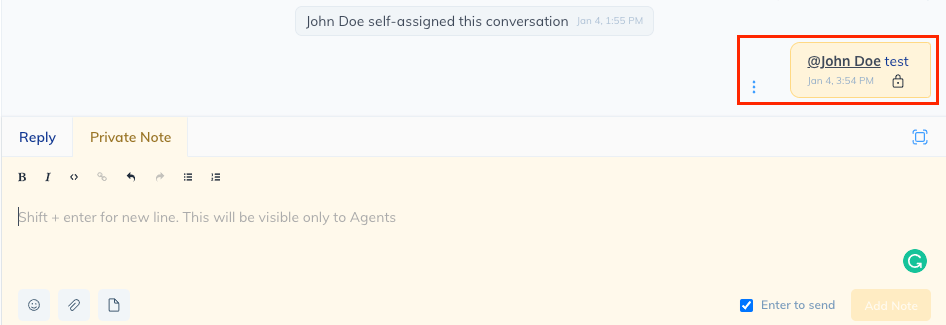 John Doe self-assigned this conversation Jan 4, 1:55 PM
@John Doe test
Jan 4, 3:54 PM
Reply Private Note
B I
Shift + enter for new line. This will be visible only to Agents
Enter to send Add Note